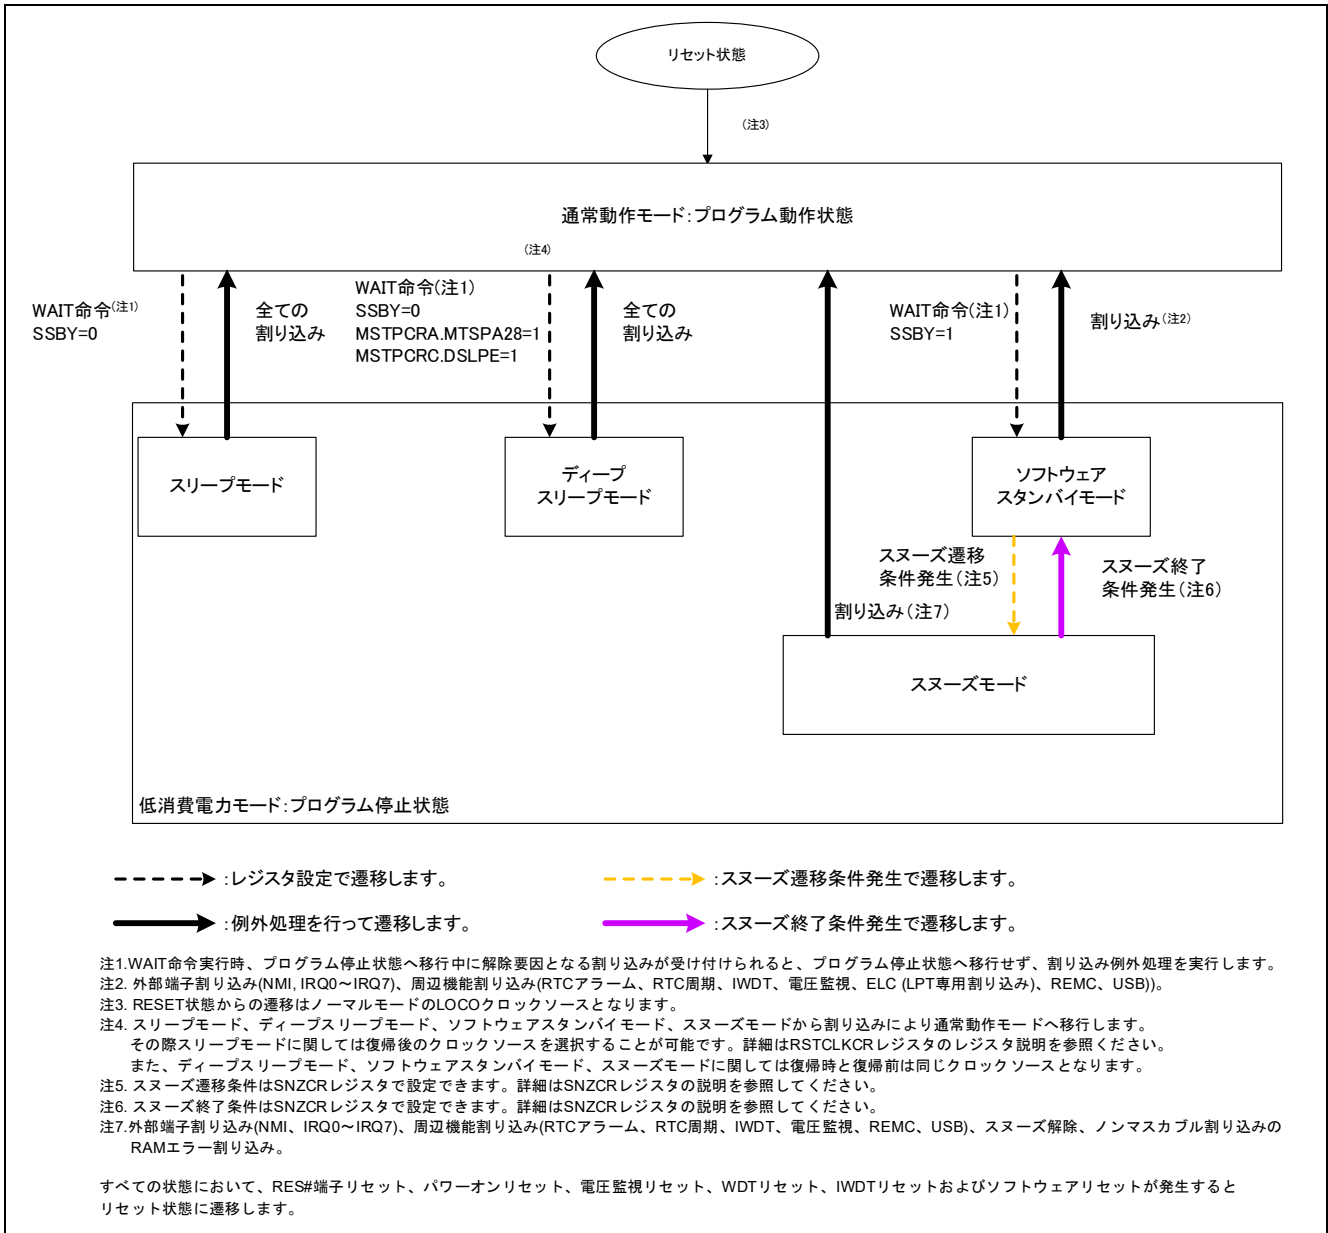 リセット状態
(注3)
通常動作モード:プログラム動作状態
(注4)
WAIT命令(注1)
SSBY=0
全ての
割り込み
WAIT命令(注1)
SSBY=0
MSTPCRA.MTSPA28=1
MSTPCRC.DSLPE=1
全ての
割り込み
WAIT命令(注1)
SSBY=1
割り込み(注2)
スリープモード
ディープ
スリープモード
ソフトウェア
スタンバイモード
スヌーズ遷移
条件発生(注5)
スヌーズ終了
条件発生(注6)
割り込み(注7)
スヌーズモード
低消費電力モード:プログラム停止状態
:レジスタ設定で遷移します。
:スヌーズ遷移条件発生で遷移します。
:例外処理を行って遷移します。
:スヌーズ終了条件発生で遷移します。
注1.WAIT命令実行時、プログラム停止状態へ移行中に解除要因となる割り込みが受け付けられると、プログラム停止状態へ移行せず、割り込み例外処理を実行します。
注2. 外部端子割り込み(NMI, IRQ0~IRQ7)、周辺機能割り込み(RTCアラーム、RTC周期、IWDT、電圧監視、ELC (LPT専用割り込み)、REMC、USB))。
注3. RESET状態からの遷移はノーマルモードのLOCOクロックソースとなります。
注4. スリープモード、ディープスリープモード、ソフトウェアスタンバイモード、スヌーズモードから割り込みにより通常動作モードへ移行します。
その際スリープモードに関しては復帰後のクロックソースを選択することが可能です。詳細はRSTCLKCRレジスタのレジスタ説明を参照ください。
また、ディープスリープモード、ソフトウェアスタンバイモード、スヌーズモードに関しては復帰時と復帰前は同じクロックソースとなります。
注5. スヌーズ遷移条件はSNZCRレジスタで設定できます。詳細はSNZCRレジスタの説明を参照してください。
注6. スヌーズ終了条件はSNZCRレジスタで設定できます。詳細はSNZCRレジスタの説明を参照してください。
注7.外部端子割り込み(NMI、IRQ0~IRQ7)、周辺機能割り込み(RTCアラーム、RTC周期、IWDT、電圧監視、REMC、USB)、スヌーズ解除、ノンマスカブル割り込みの
RAMエラー割り込み。
すべての状態において、RES#端子リセット、パワーオンリセット、電圧監視リセット、WDTリセット、IWDTリセットおよびソフトウェアリセットが発生すると
リセット状態に遷移します。